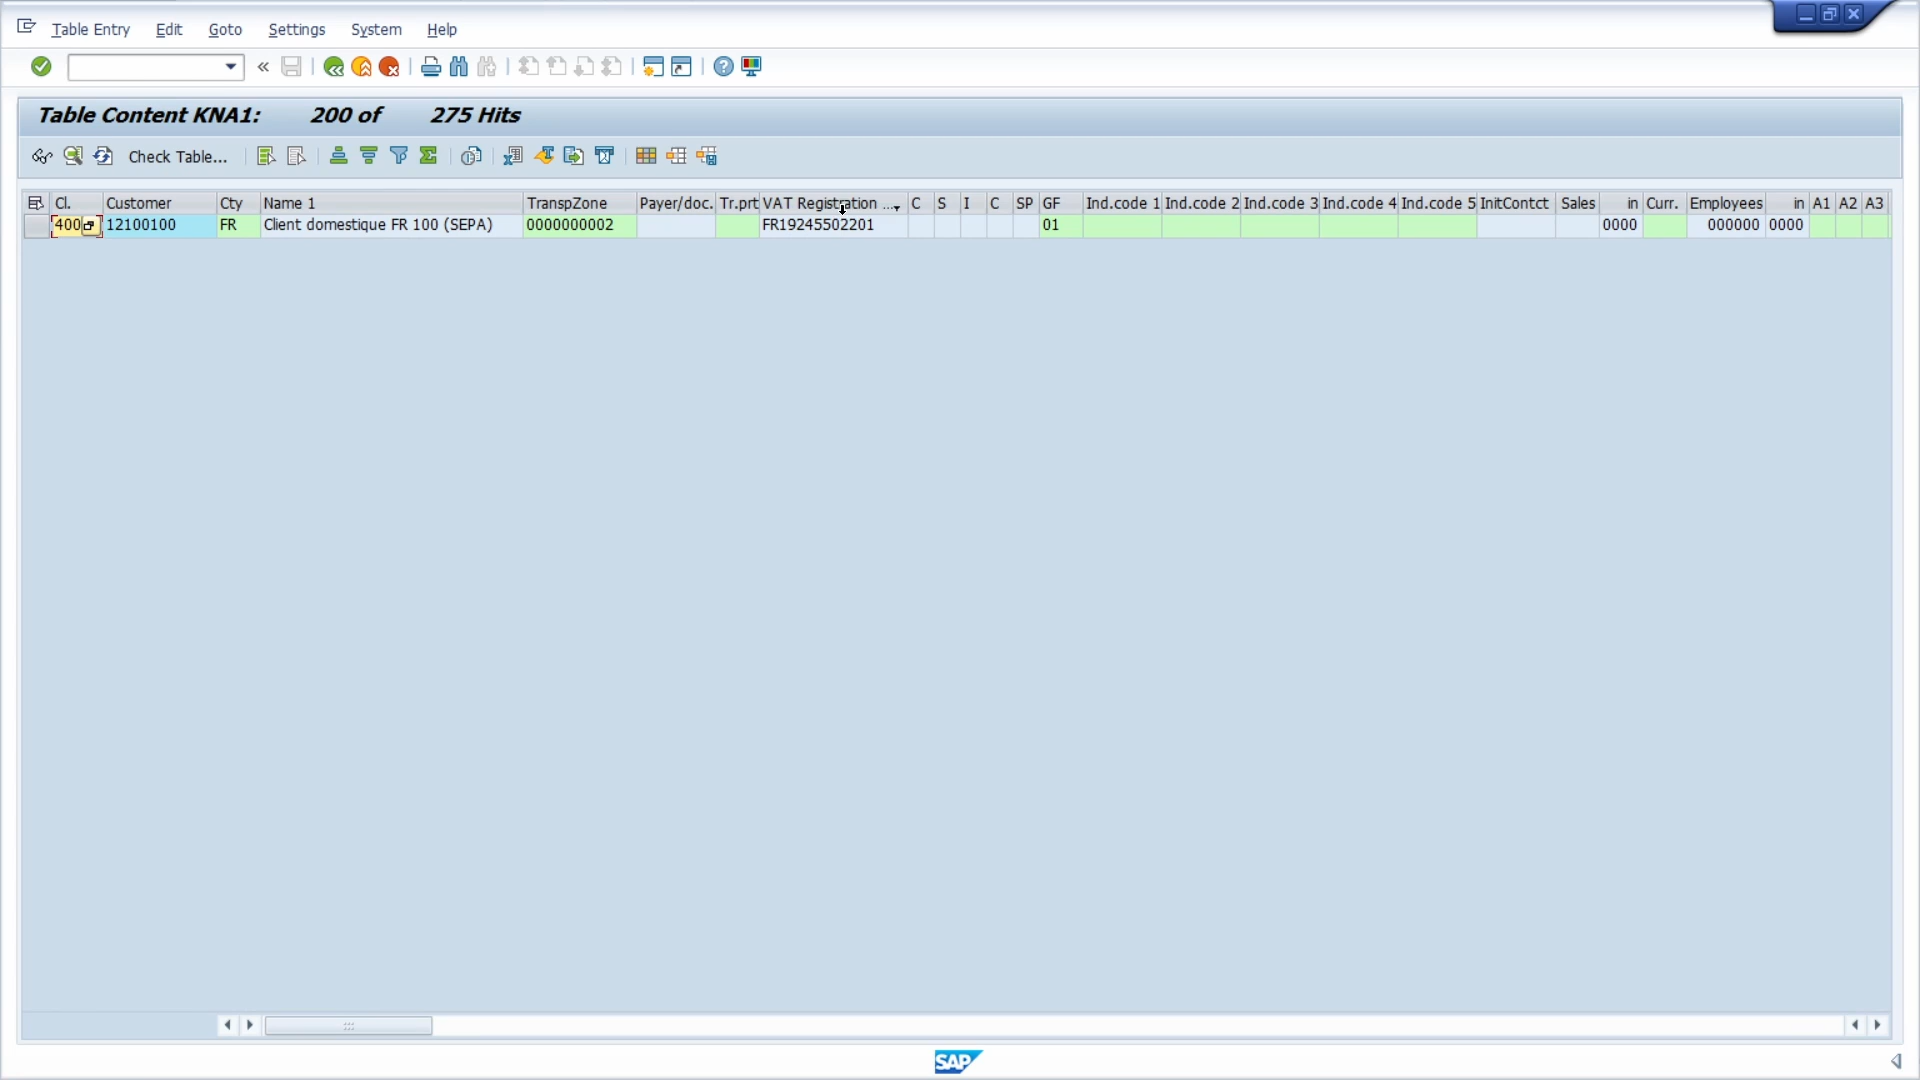 Table Entry Edit Goto Settings System Help
Table Content KNA1: 200 of 275 Hits
Check Table...
Cl. Customer Cty Name 1 TranspZone Payer/doc. Tr.prt VAT Registration ... C S I C SP GF Ind.code 1 Ind.code 2 Ind.code 3 Ind.code 4 Ind.code 5 InitContct Sales in Curr. Employees in A1 A2 A3
400 12100100 FR Client domestique FR 100 (SEPA) 0000000002 FR19245502201 01 0000 000000 0000
SAP